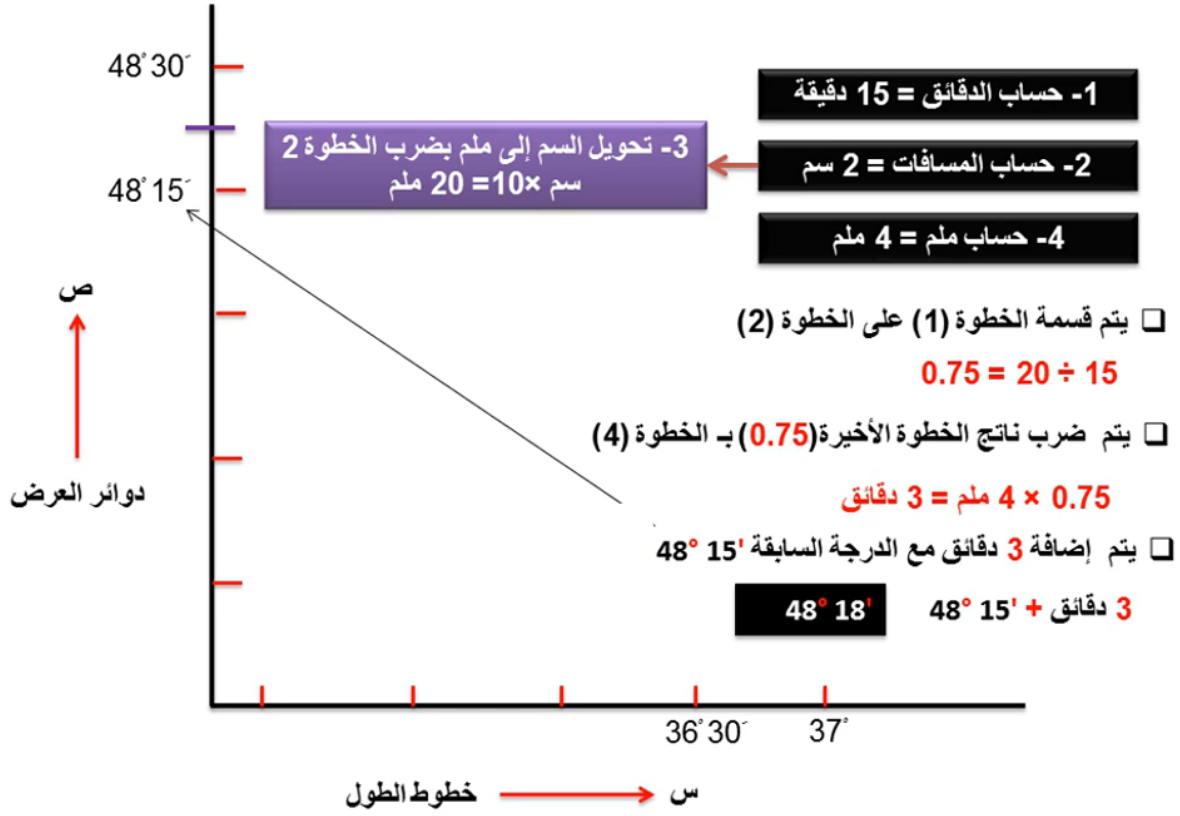 48°30´
1- حساب الدقائق = 15 دقيقة
3- تحويل السم إلى ملم بضرب الخطوة 2
سم ×10= 20 ملم
2- حساب المسافات = 2 سم
48°15´
4- حساب ملم = 4 ملم
ص
❑ يتم قسمة الخطوة (1) على الخطوة (2)
15 ÷ 20 = 0.75
❑ يتم ضرب ناتج الخطوة الأخيرة(0.75) بـ الخطوة (4)
دوائر العرض
0.75 × 4 ملم = 3 دقائق
❑ يتم إضافة 3 دقائق مع الدرجة السابقة 48° 15'
3 دقائق + 48° 15'
48° 18'
36°30´
37°
خطوط الطول
س